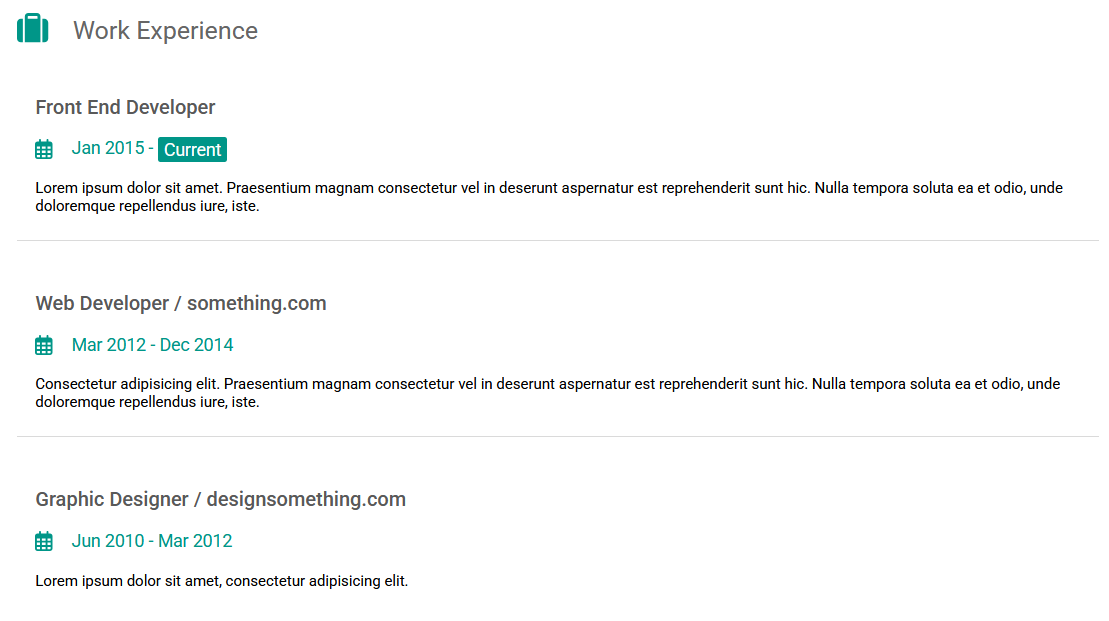 Work Experience
Front End Developer
Jan 2015 - Current
Lorem ipsum dolor sit amet. Praesentium magnam consectetur vel in deserunt aspernatur est reprehenderit sunt hic. Nulla tempora soluta ea et odio, unde
doloremque repellendus iure, iste.
Web Developer / something.com
Mar 2012 - Dec 2014
Consectetur adipisicing elit. Praesentium magnam consectetur vel in deserunt aspernatur est reprehenderit sunt hic. Nulla tempora soluta ea et odio, unde
doloremque repellendus iure, iste.
Graphic Designer / designsomething.com
Jun 2010 - Mar 2012
Lorem ipsum dolor sit amet, consectetur adipisicing elit.